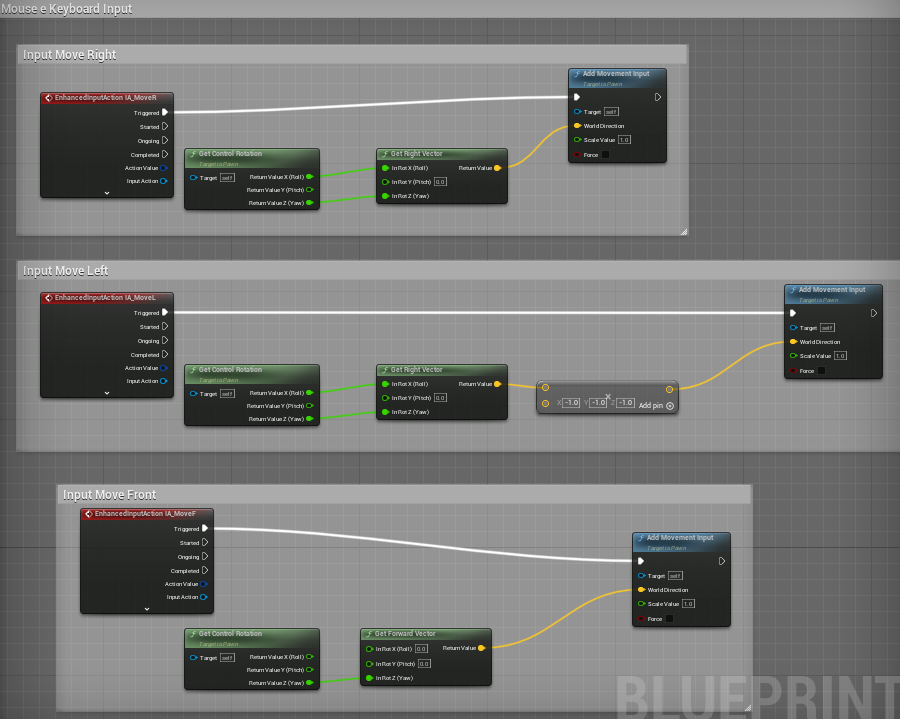 Mouse e Keyboard Input
Input Move Right
EnhancedInputAction IA_MoveR
Triggered
Started
Ongoing
Completed
Action Value
Input Action
Get Control Rotation
Target is Pawn
Target self
Return Value X (Roll)
Return Value Y (Pitch)
Return Value Z (Yaw)
Get Right Vector
In Rot X (Roll)
Return Value
In Rot Y (Pitch) 0.0
In Rot Z (Yaw)
Add Movement Input
Target is Pawn
Target self
World Direction
Scale Value 1.0
Force
Input Move Left
EnhancedInputAction IA_MoveL
Triggered
Started
Ongoing
Completed
Action Value
Input Action
Get Control Rotation
Target is Pawn
Target self
Return Value X (Roll)
Return Value Y (Pitch)
Return Value Z (Yaw)
Get Right Vector
In Rot X (Roll)
Return Value
In Rot Y (Pitch) 0.0
In Rot Z (Yaw)
X -1.0 Y -1.0 Z -1.0
Add pin
Add Movement Input
Target is Pawn
Target self
World Direction
Scale Value 1.0
Force
Input Move Front
EnhancedInputAction IA_MoveF
Triggered
Started
Ongoing
Completed
Action Value
Input Action
Get Control Rotation
Target is Pawn
Target self
Return Value X (Roll)
Return Value Y (Pitch)
Return Value Z (Yaw)
Get Forward Vector
In Rot X (Roll) 0.0
Return Value
In Rot Y (Pitch) 0.0
In Rot Z (Yaw)
Add Movement Input
Target is Pawn
Target self
World Direction
Scale Value 1.0
Force
BLUEPRINT